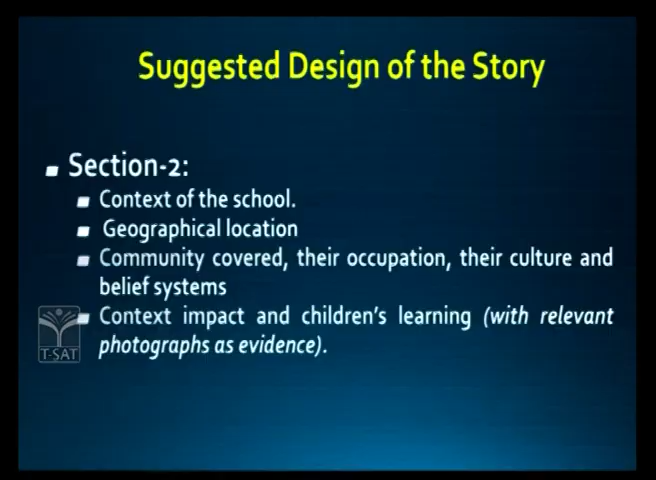 Suggested Design of the Story
Section-2:
Context of the school.
Geographical location
Community covered, their occupation, their culture and
belief systems
Context impact and children's learning (with relevant
photographs as evidence).
T-SAT